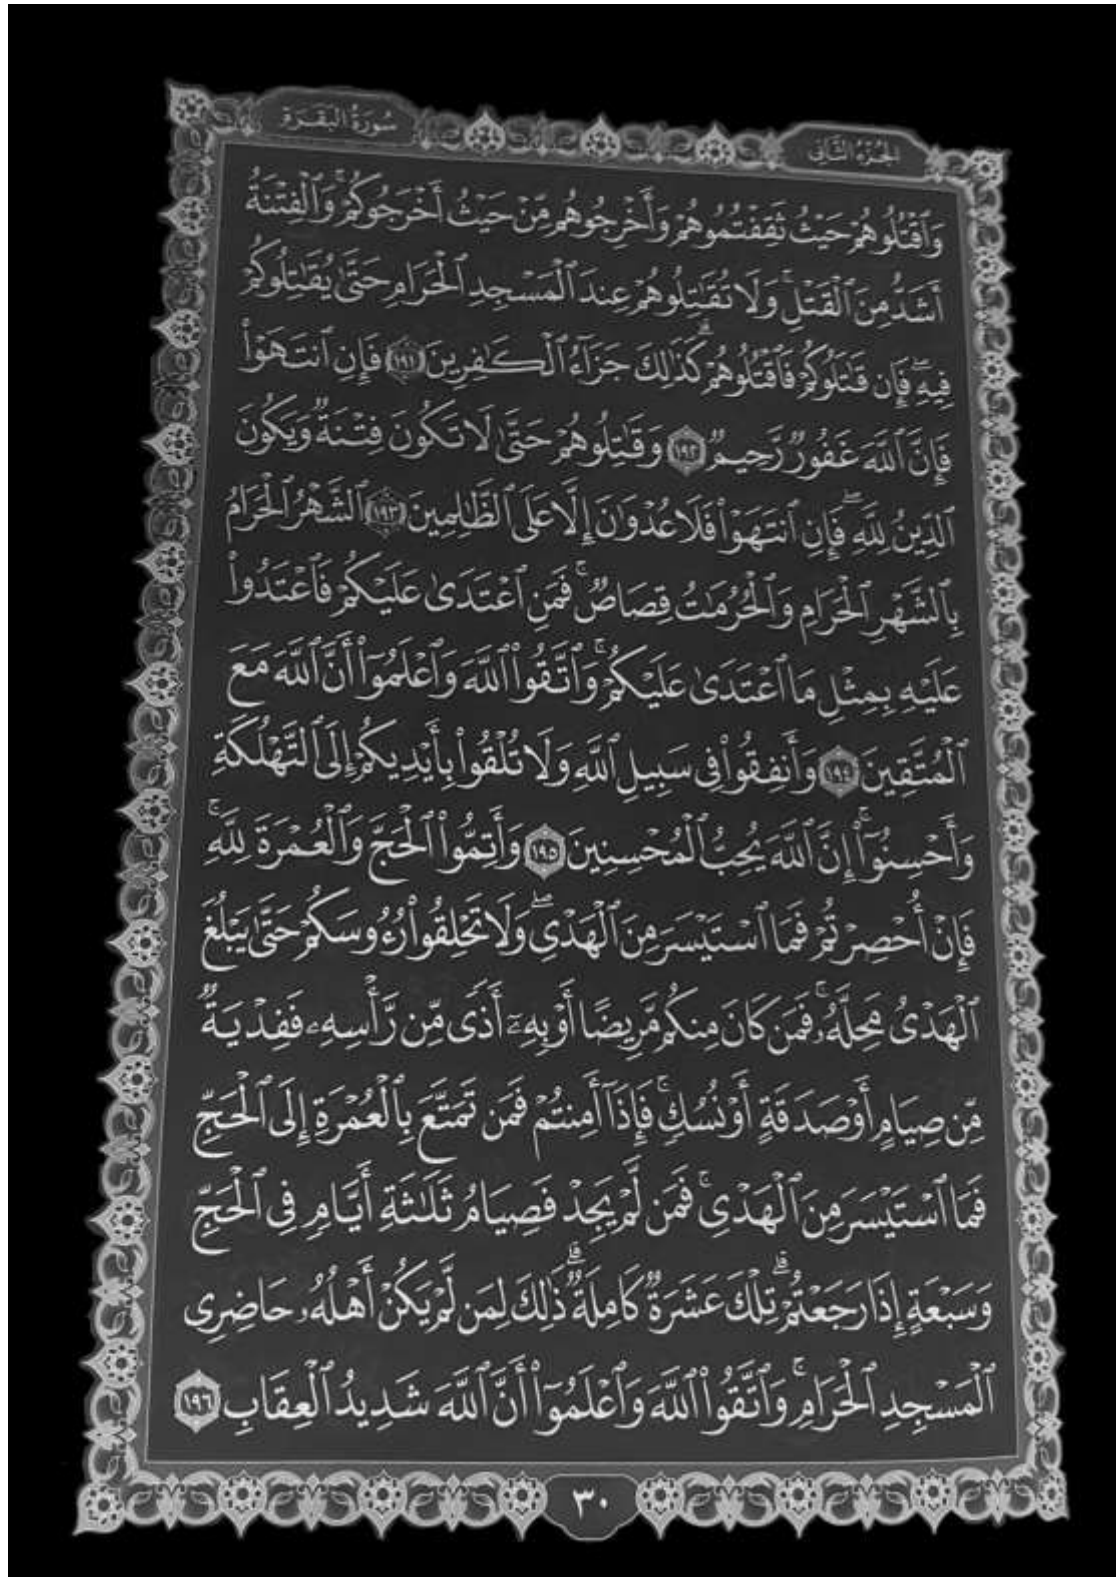 الجزء الثاني
سورة البقرة
وَٱقۡتُلُوهُمۡ حَيۡثُ ثَقِفۡتُمُوهُمۡ وَأَخۡرِجُوهُم مِّنۡ حَيۡثُ أَخۡرَجُوكُمۡۚ وَٱلۡفِتۡنَةُ
أَشَدُّ مِنَ ٱلۡقَتۡلِۚ وَلَا تُقَٰتِلُوهُمۡ عِندَ ٱلۡمَسۡجِدِ ٱلۡحَرَامِ حَتَّىٰ يُقَٰتِلُوكُمۡ
فِيهِۖ فَإِن قَٰتَلُوكُمۡ فَٱقۡتُلُوهُمۡۗ كَذَٰلِكَ جَزَآءُ ٱلۡكَٰفِرِينَ ١٩١ فَإِنِ ٱنتَهَوۡاْ
فَإِنَّ ٱللَّهَ غَفُورٞ رَّحِيمٞ ١٩٢ وَقَٰتِلُوهُمۡ حَتَّىٰ لَا تَكُونَ فِتۡنَةٞ وَيَكُونَ
ٱلدِّينُ لِلَّهِۖ فَإِنِ ٱنتَهَوۡاْ فَلَا عُدۡوَٰنَ إِلَّا عَلَى ٱلظَّٰلِمِينَ ١٩٣ ٱلشَّهۡرُ ٱلۡحَرَامُ
بِٱلشَّهۡرِ ٱلۡحَرَامِ وَٱلۡحُرُمَٰتُ قِصَاصٞۚ فَمَنِ ٱعۡتَدَىٰ عَلَيۡكُمۡ فَٱعۡتَدُواْ
عَلَيۡهِ بِمِثۡلِ مَا ٱعۡتَدَىٰ عَلَيۡكُمۡۚ وَٱتَّقُواْ ٱللَّهَ وَٱعۡلَمُوٓاْ أَنَّ ٱللَّهَ مَعَ
ٱلۡمُتَّقِينَ ١٩٤ وَأَنفِقُواْ فِي سَبِيلِ ٱللَّهِ وَلَا تُلۡقُواْ بِأَيۡدِيكُمۡ إِلَى ٱلتَّهۡلُكَةِ
وَأَحۡسِنُوٓاْۚ إِنَّ ٱللَّهَ يُحِبُّ ٱلۡمُحۡسِنِينَ ١٩٥ وَأَتِمُّواْ ٱلۡحَجَّ وَٱلۡعُمۡرَةَ لِلَّهِۚ
فَإِنۡ أُحۡصِرۡتُمۡ فَمَا ٱسۡتَيۡسَرَ مِنَ ٱلۡهَدۡيِۖ وَلَا تَحۡلِقُواْ رُءُوسَكُمۡ حَتَّىٰ يَبۡلُغَ
ٱلۡهَدۡيُ مَحِلَّهُۥۚ فَمَن كَانَ مِنكُم مَّرِيضًا أَوۡ بِهِۦٓ أَذٗى مِّن رَّأۡسِهِۦ فَفِدۡيَةٞ
مِّن صِيَامٍ أَوۡ صَدَقَةٍ أَوۡ نُسُكٖۚ فَإِذَآ أَمِنتُمۡ فَمَن تَمَتَّعَ بِٱلۡعُمۡرَةِ إِلَى ٱلۡحَجِّ
فَمَا ٱسۡتَيۡسَرَ مِنَ ٱلۡهَدۡيِۚ فَمَن لَّمۡ يَجِدۡ فَصِيَامُ ثَلَٰثَةِ أَيَّامٖ فِي ٱلۡحَجِّ
وَسَبۡعَةٍ إِذَا رَجَعۡتُمۡۗ تِلۡكَ عَشَرَةٞ كَامِلَةٞۗ ذَٰلِكَ لِمَن لَّمۡ يَكُنۡ أَهۡلُهُۥ حَاضِرِي
ٱلۡمَسۡجِدِ ٱلۡحَرَامِۚ وَٱتَّقُواْ ٱللَّهَ وَٱعۡلَمُوٓاْ أَنَّ ٱللَّهَ شَدِيدُ ٱلۡعِقَابِ ١٩٦
٣٠